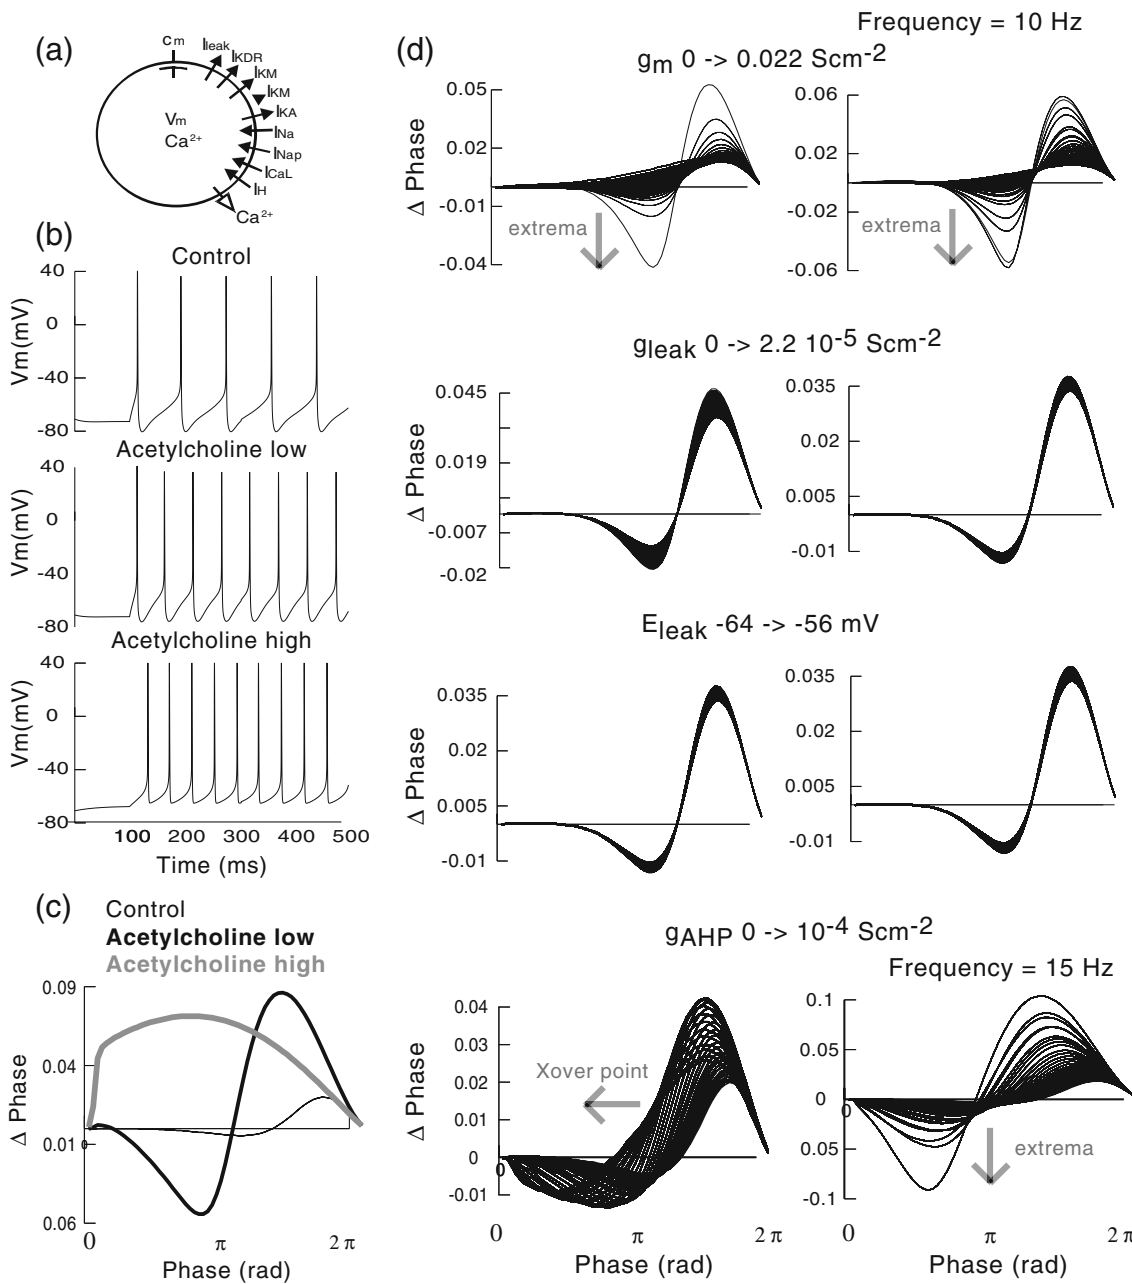 (a)
cm
Ileak
IKDR
IKM
IKM
IKA
INa
INap
ICaL
IH
Ca2+
Vm
Ca2+
(b)
Control
Vm(mV)
40
0
-40
-80
Acetylcholine low
Vm(mV)
40
0
-40
-80
Acetylcholine high
Vm(mV)
40
0
-40
-80
100 200 300 400 500
Time (ms)
(c)
Control
Acetylcholine low
Acetylcholine high
Δ Phase
0.09
0.04
0.01
0.06
0
0 π 2 π
Phase (rad)
(d)
Frequency = 10 Hz
gm 0 -> 0.022 Scm-2
Δ Phase
0.05
0.02
-0.01
-0.04
extrema
0.06
0.02
-0.02
-0.06
extrema
gleak 0 -> 2.2 10-5 Scm-2
Δ Phase
0.045
0.019
-0.007
-0.02
0.035
0.02
0.005
-0.01
Eleak -64 -> -56 mV
Δ Phase
0.035
0.02
0.005
-0.01
0.035
0.02
0.005
-0.01
gAHP 0 -> 10-4 Scm-2
Frequency = 15 Hz
Δ Phase
0.04
0.03
0.02
0.01
0
-0.01
0
Xover point
0 π 2 π
Phase (rad)
0.1
0.05
0
-0.05
-0.1
0
extrema
0 π 2 π
Phase (rad)